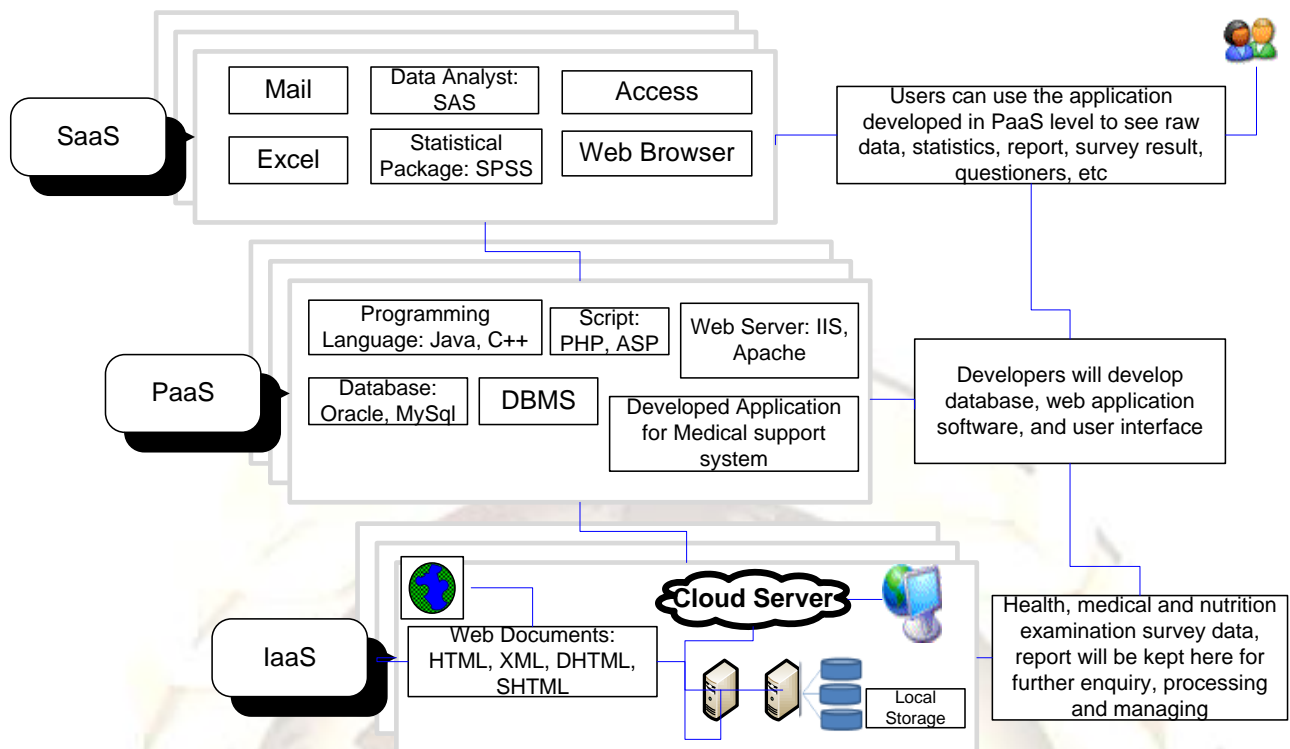 SaaS
Mail
Data Analyst:
SAS
Access
Excel
Statistical
Package: SPSS
Web Browser
Users can use the application
developed in PaaS level to see raw
data, statistics, report, survey result,
questioners, etc
PaaS
Programming
Language: Java, C++
Script:
PHP, ASP
Web Server: IIS,
Apache
Database:
Oracle, MySql
DBMS
Developed Application
for Medical support
system
Developers will develop
database, web application
software, and user interface
IaaS
Web Documents:
HTML, XML, DHTML,
SHTML
Cloud Server
Local
Storage
Health, medical and nutrition
examination survey data,
report will be kept here for
further enquiry, processing
and managing